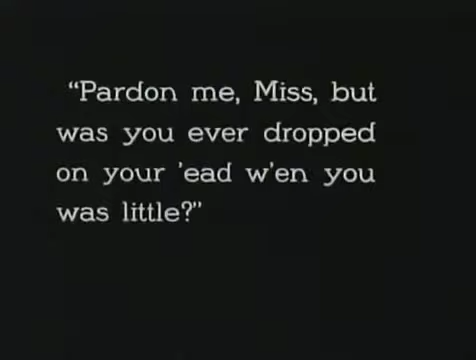 “Pardon me, Miss, but
was you ever dropped
on your 'ead w'en you
was little?”